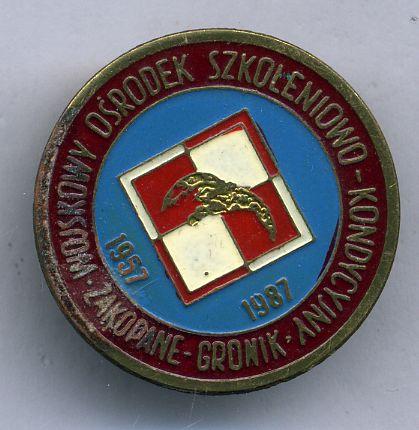 WOJSKOWY OŚRODEK SZKOLENIOWO - KONDYCYJNY
· ZAKOPANE - GRONIK ·
1957
1987